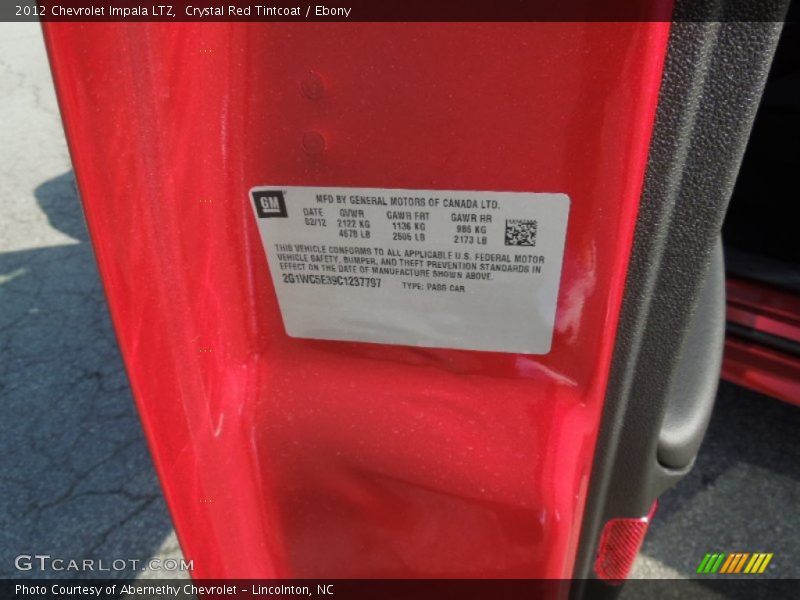 2012 Chevrolet Impala LTZ,  Crystal Red Tintcoat / Ebony
GM
MFD BY GENERAL MOTORS OF CANADA LTD.
DATE GVWR GAWR FRT GAWR RR
02/12 2122 KG 1136 KG 986 KG
4678 LB 2505 LB 2173 LB
THIS VEHICLE CONFORMS TO ALL APPLICABLE U.S. FEDERAL MOTOR
VEHICLE SAFETY, BUMPER, AND THEFT PREVENTION STANDARDS IN
EFFECT ON THE DATE OF MANUFACTURE SHOWN ABOVE.
2G1WC5E39C1237797 TYPE: PASS CAR
GTCARLOT.COM
Photo Courtesy of Abernethy Chevrolet - Lincolnton, NC